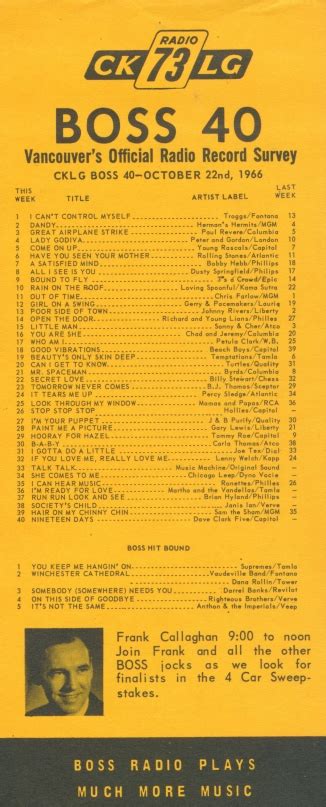 RADIO
CK 73 LG
BOSS 40
Vancouver's Official Radio Record Survey
CKLG BOSS 40—OCTOBER 22nd, 1966
THIS WEEK TITLE ARTIST LABEL LAST WEEK
1 I CAN'T CONTROL MYSELF Troggs/Fontana 13
2 DANDY Herman's Hermits/MGM 4
3 GREAT AIRPLANE STRIKE Paul Revere/Columbia 5
4 LADY GODIVA Peter and Gordon/London 10
5 COME ON UP Young Rascals/Capitol 7
6 HAVE YOU SEEN YOUR MOTHER Rolling Stones/Atlantic 11
7 A SATISFIED MIND Bobby Hebb/Philips 18
8 ALL I SEE IS YOU Dusty Springfield/Philips 17
9 BOUND TO FLY 3's a Crowd/Epic 14
10 RAIN ON THE ROOF Lovin' Spoonful/Kama Sutra 22
11 OUT OF TIME Chris Farlow/MGM 1
12 GIRL ON A SWING Gerry & Pacemakers/Laurie 19
13 POOR SIDE OF TOWN Johnny Rivers/Liberty 2
14 OPEN THE DOOR Richard and Young Lions/Philips 27
15 LITTLE MAN Sonny & Cher/Atco 3
16 YOU ARE SHE Chad and Jeremy/Columbia 20
17 WHO AM I Petula Clark/W.B. 25
18 GOOD VIBRATIONS Beach Boys/Capitol 39
19 BEAUTY'S ONLY SKIN DEEP Temptations/Tamla 6
20 CAN I GET TO KNOW Turtles/Quality 31
21 MR. SPACEMAN Byrds/Columbia 8
22 SECRET LOVE Billy Stewart/Chess 32
23 TOMORROW NEVER COMES B.J. Thomas/Scepter 29
24 IT TEARS ME UP Percy Sledge/Atlantic 34
25 LOOK THROUGH MY WINDOW Mamas and Papas/RCA 36
26 STOP STOP STOP Hollies/Capitol —
27 I'M YOUR PUPPET J & B Purify/Quality 30
28 PAINT ME A PICTURE Gary Lewis/Liberty 21
29 HOORAY FOR HAZEL Tommy Roe/Capitol 9
30 B-A-B-Y Carla Thomas/Atco 38
31 I GOTTA DO A LITTLE Joe Tex/Dial 33
32 IF YOU LOVE ME, REALLY LOVE ME Lenny Welch/Kapp 24
33 TALK TALK Music Machine/Original Sound —
34 SHE COMES TO ME Chicago Loop/Dyno Voice —
35 I CAN HEAR MUSIC Ronettes/Philles 26
36 I'M READY FOR LOVE Martha and the Vandellas/Tamla —
37 RUN RUN LOOK AND SEE Brian Hyland/Philips —
38 SOCIETY'S CHILD Janis Ian/Verve —
39 HAIR ON MY CHINNY CHIN Sam the Sham/MGM 35
40 NINETEEN DAYS Dave Clark Five/Capitol —
BOSS HIT BOUND
1 YOU KEEP ME HANGIN' ON Supremes/Tamla
2 WINCHESTER CATHEDRAL Vaudeville Band/Fontana
Dana Rollin/Tower
3 SOMEBODY (SOMEWHERE) NEEDS YOU Darrel Banks/Revilot
4 ON THIS SIDE OF GOODBYE Righteous Brothers/Verve
5 IT'S NOT THE SAME Anthon & the Imperials/Veep
Frank Callaghan 9:00 to noon
Join Frank and all the other
BOSS jocks as we look for
finalists in the 4 Car Sweep-
stakes.
BOSS RADIO PLAYS
MUCH MORE MUSIC